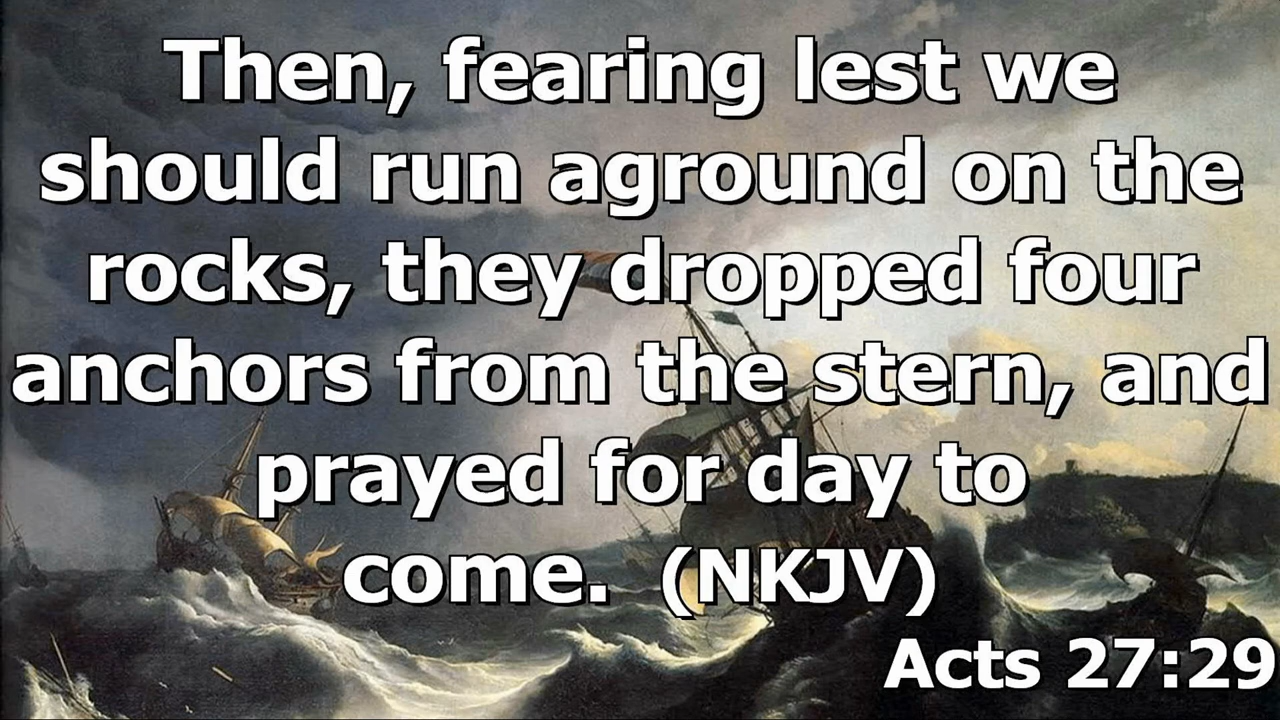 Then, fearing lest we
should run aground on the
rocks, they dropped four
anchors from the stern, and
prayed for day to
come.  (NKJV)
Acts 27:29